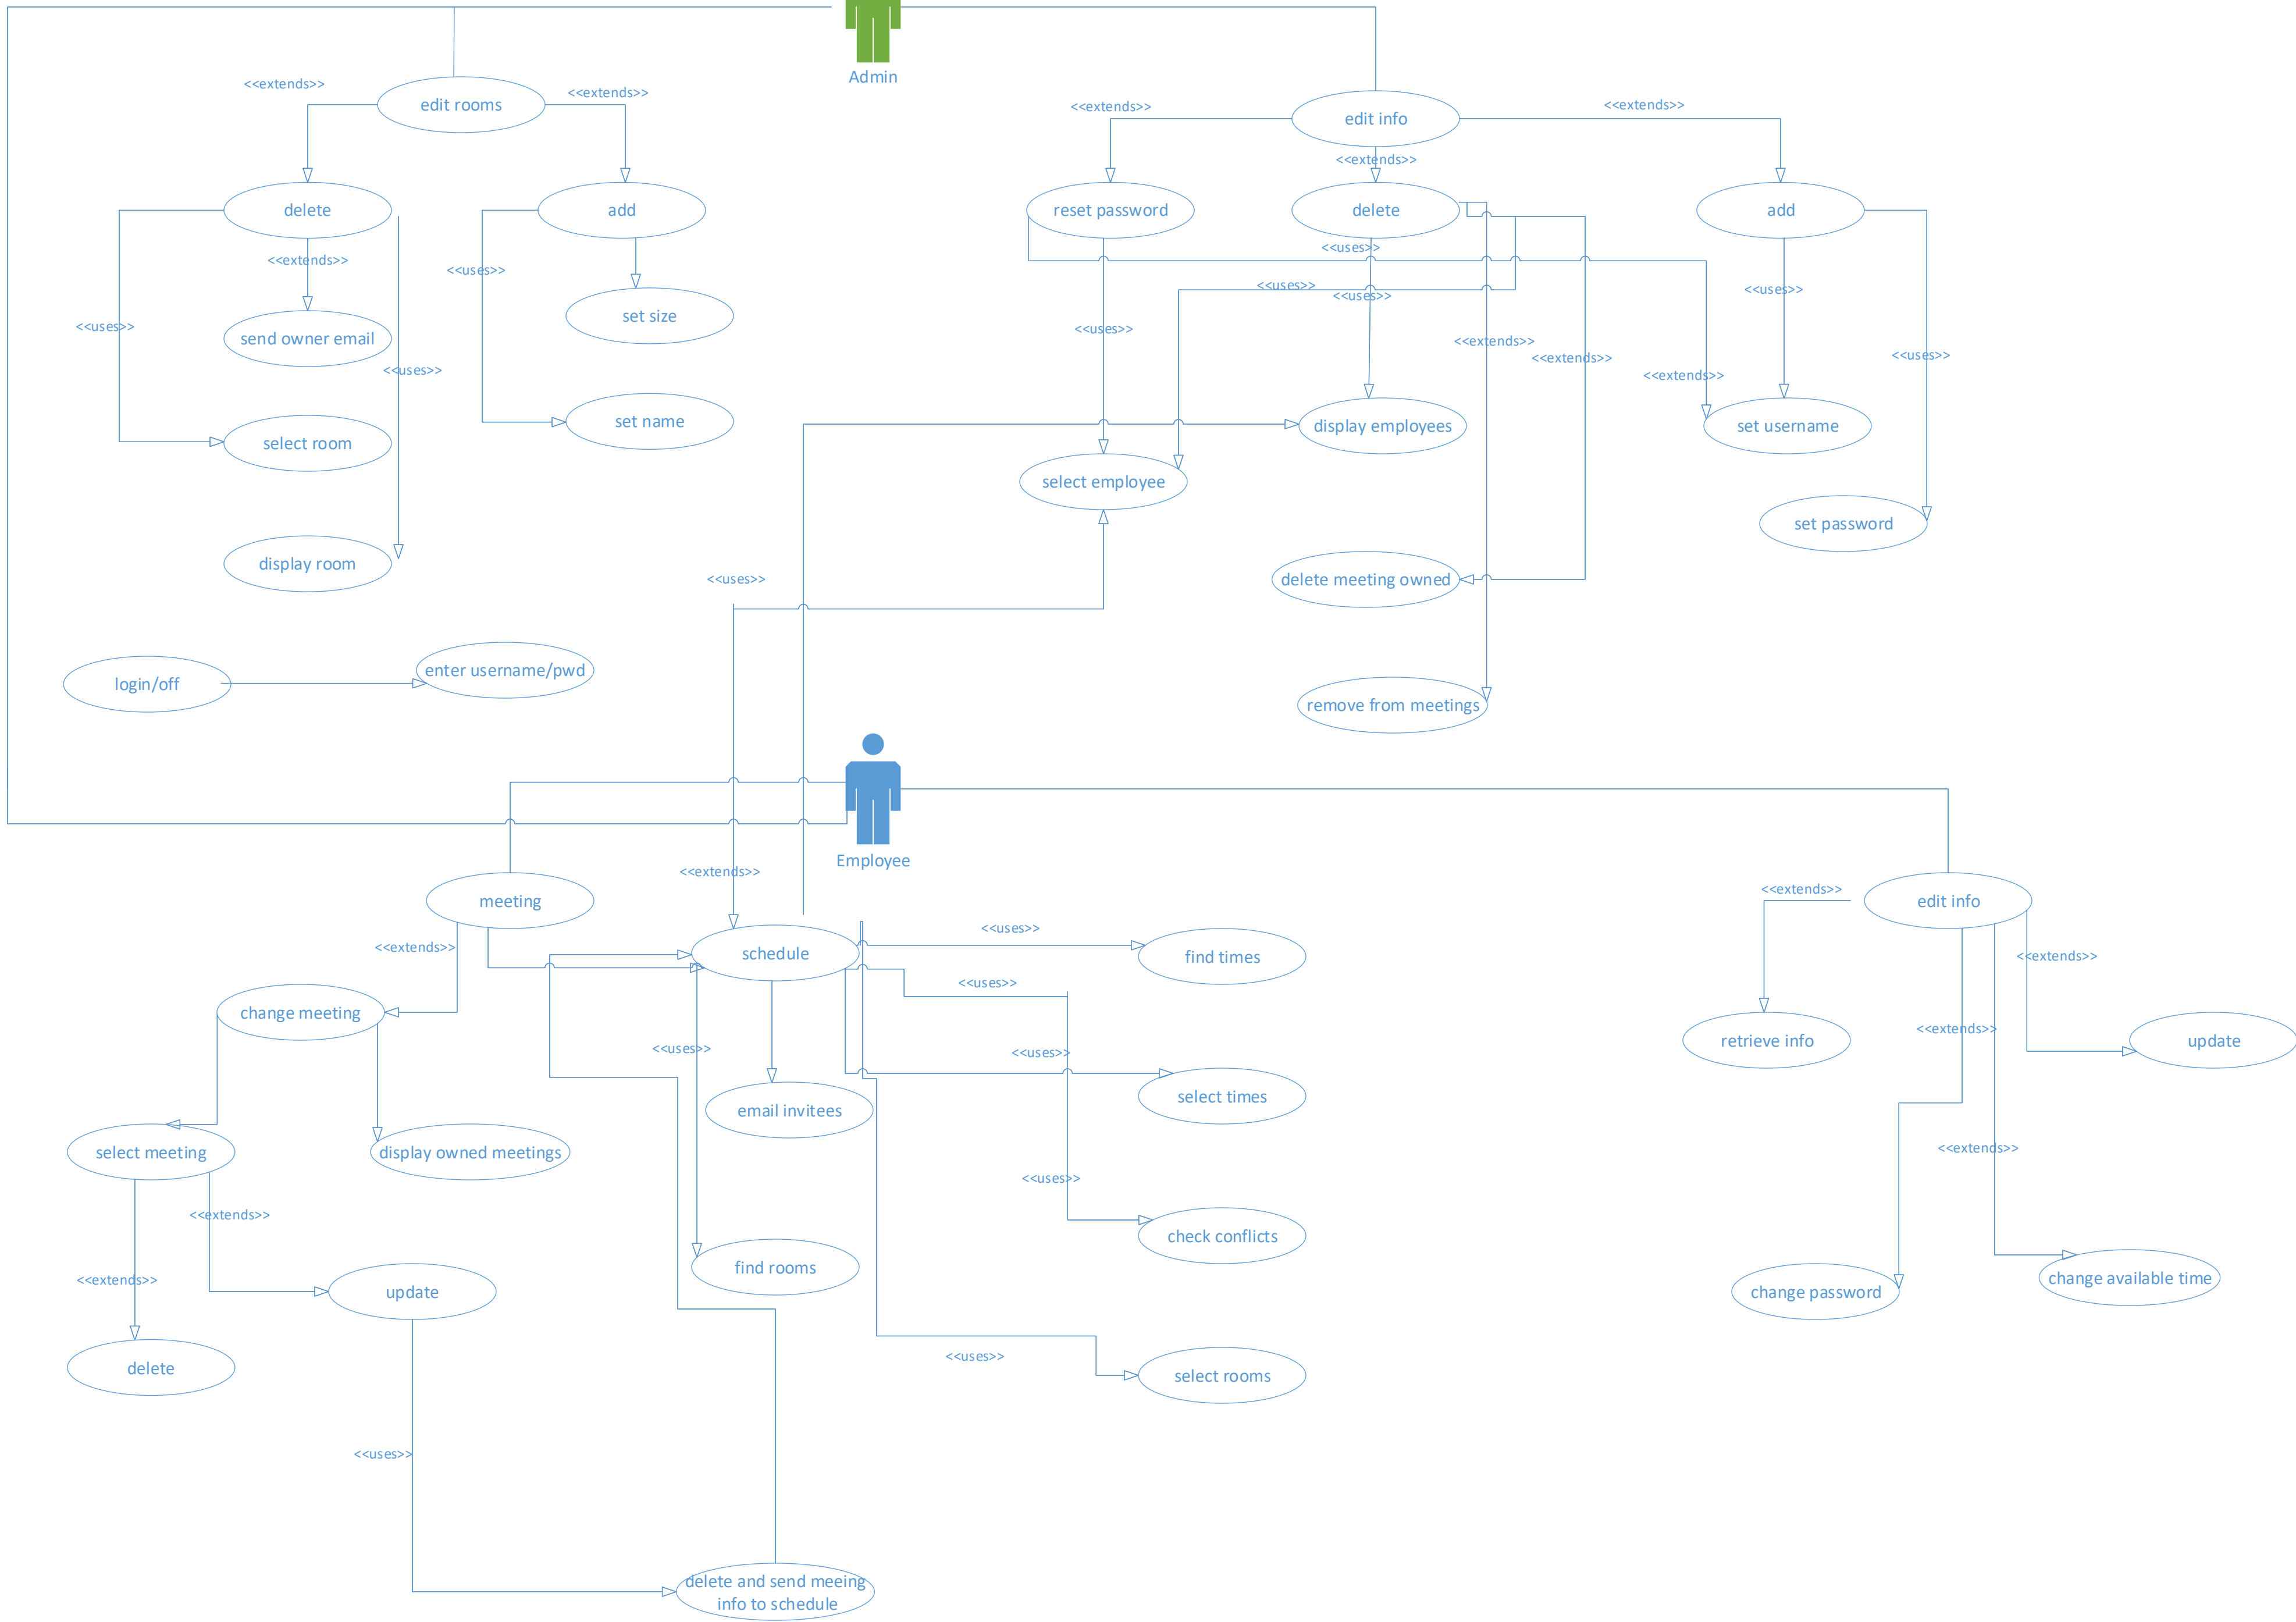 Admin
<<extends>>
edit rooms
<<extends>>
<<extends>>
edit info
<<extends>>
<<extends>>
delete
add
reset password
delete
add
<<uses>>
<<extends>>
<<uses>>
<<uses>>
<<uses>>
<<uses>>
set size
<<uses>>
<<uses>>
send owner email
<<uses>>
<<extends>>
<<extends>>
<<uses>>
<<uses>>
<<extends>>
set name
display employees
set username
select room
select employee
set password
display room
<<uses>>
delete meeting owned
login/off
enter username/pwd
remove from meetings
Employee
<<extends>>
<<extends>>
meeting
edit info
<<uses>>
<<extends>>
schedule
find times
<<extends>>
<<uses>>
change meeting
<<extends>>
retrieve info
update
<<uses>>
<<uses>>
email invitees
select times
select meeting
display owned meetings
<<extends>>
<<uses>>
<<extends>>
check conflicts
find rooms
<<extends>>
update
change password
change available time
<<uses>>
delete
select rooms
<<uses>>
delete and send meeing
info to schedule